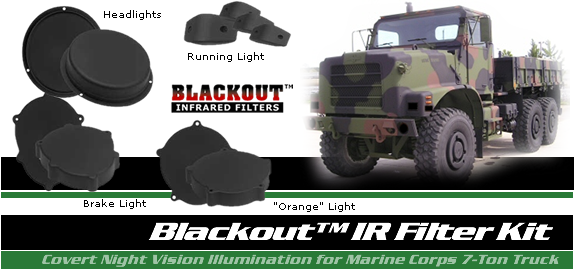 Headlights
Running Light
BLACKOUT™
INFRARED FILTERS
Brake Light
"Orange" Light
Blackout™ IR Filter Kit
Covert Night Vision Illumination for Marine Corps 7-Ton Truck